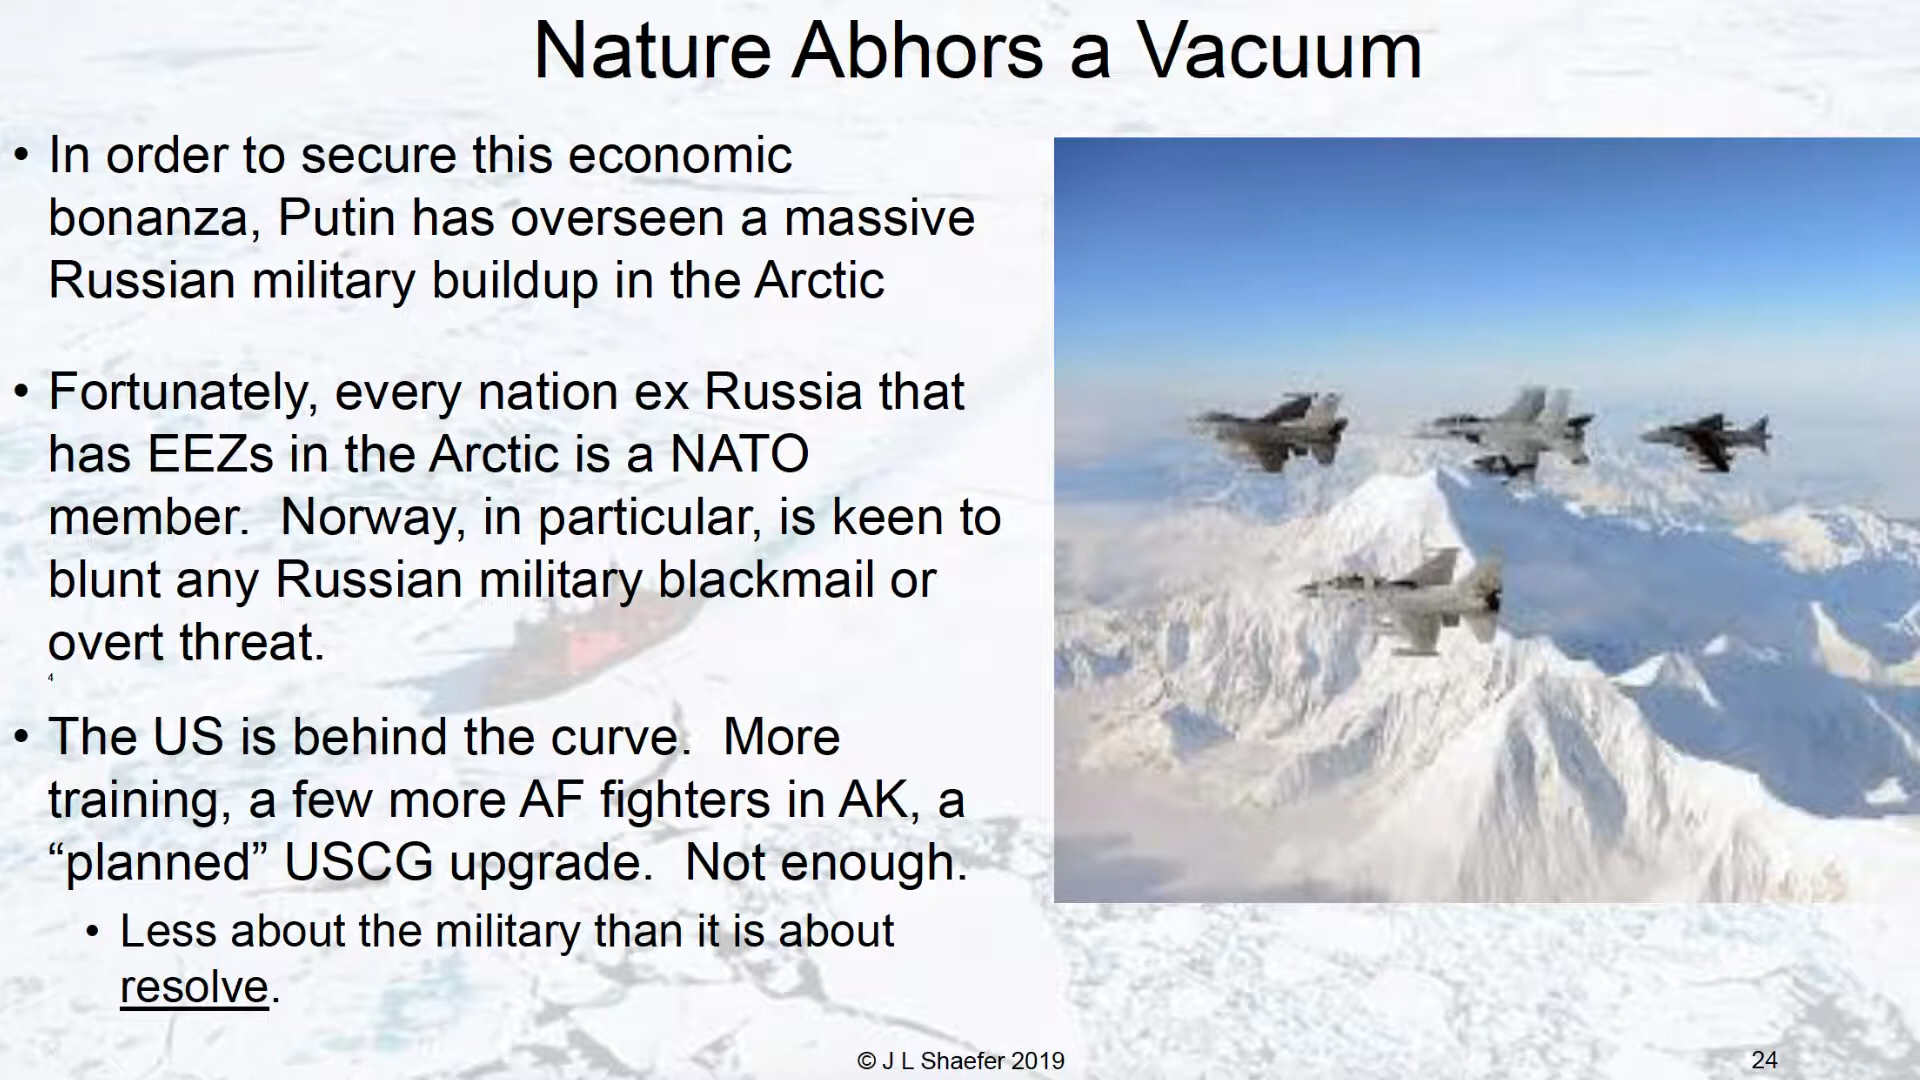 Nature Abhors a Vacuum
• In order to secure this economic
bonanza, Putin has overseen a massive
Russian military buildup in the Arctic
• Fortunately, every nation ex Russia that
has EEZs in the Arctic is a NATO
member.  Norway, in particular, is keen to
blunt any Russian military blackmail or
overt threat.
4
• The US is behind the curve.  More
training, a few more AF fighters in AK, a
“planned” USCG upgrade.  Not enough.
• Less about the military than it is about
resolve.
© J L Shaefer 2019
24